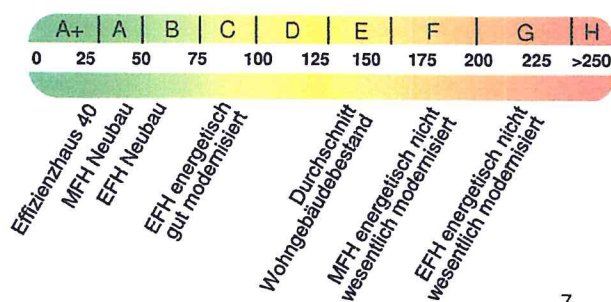 A+ A B C D E F G H
0 25 50 75 100 125 150 175 200 225 >250
Effizienzhaus 40
MFH Neubau
EFH Neubau
EFH energetisch
gut modernisiert
Durchschnitt
Wohngebäudebestand
MFH energetisch nicht
wesentlich modernisiert
EFH energetisch nicht
wesentlich modernisiert
7